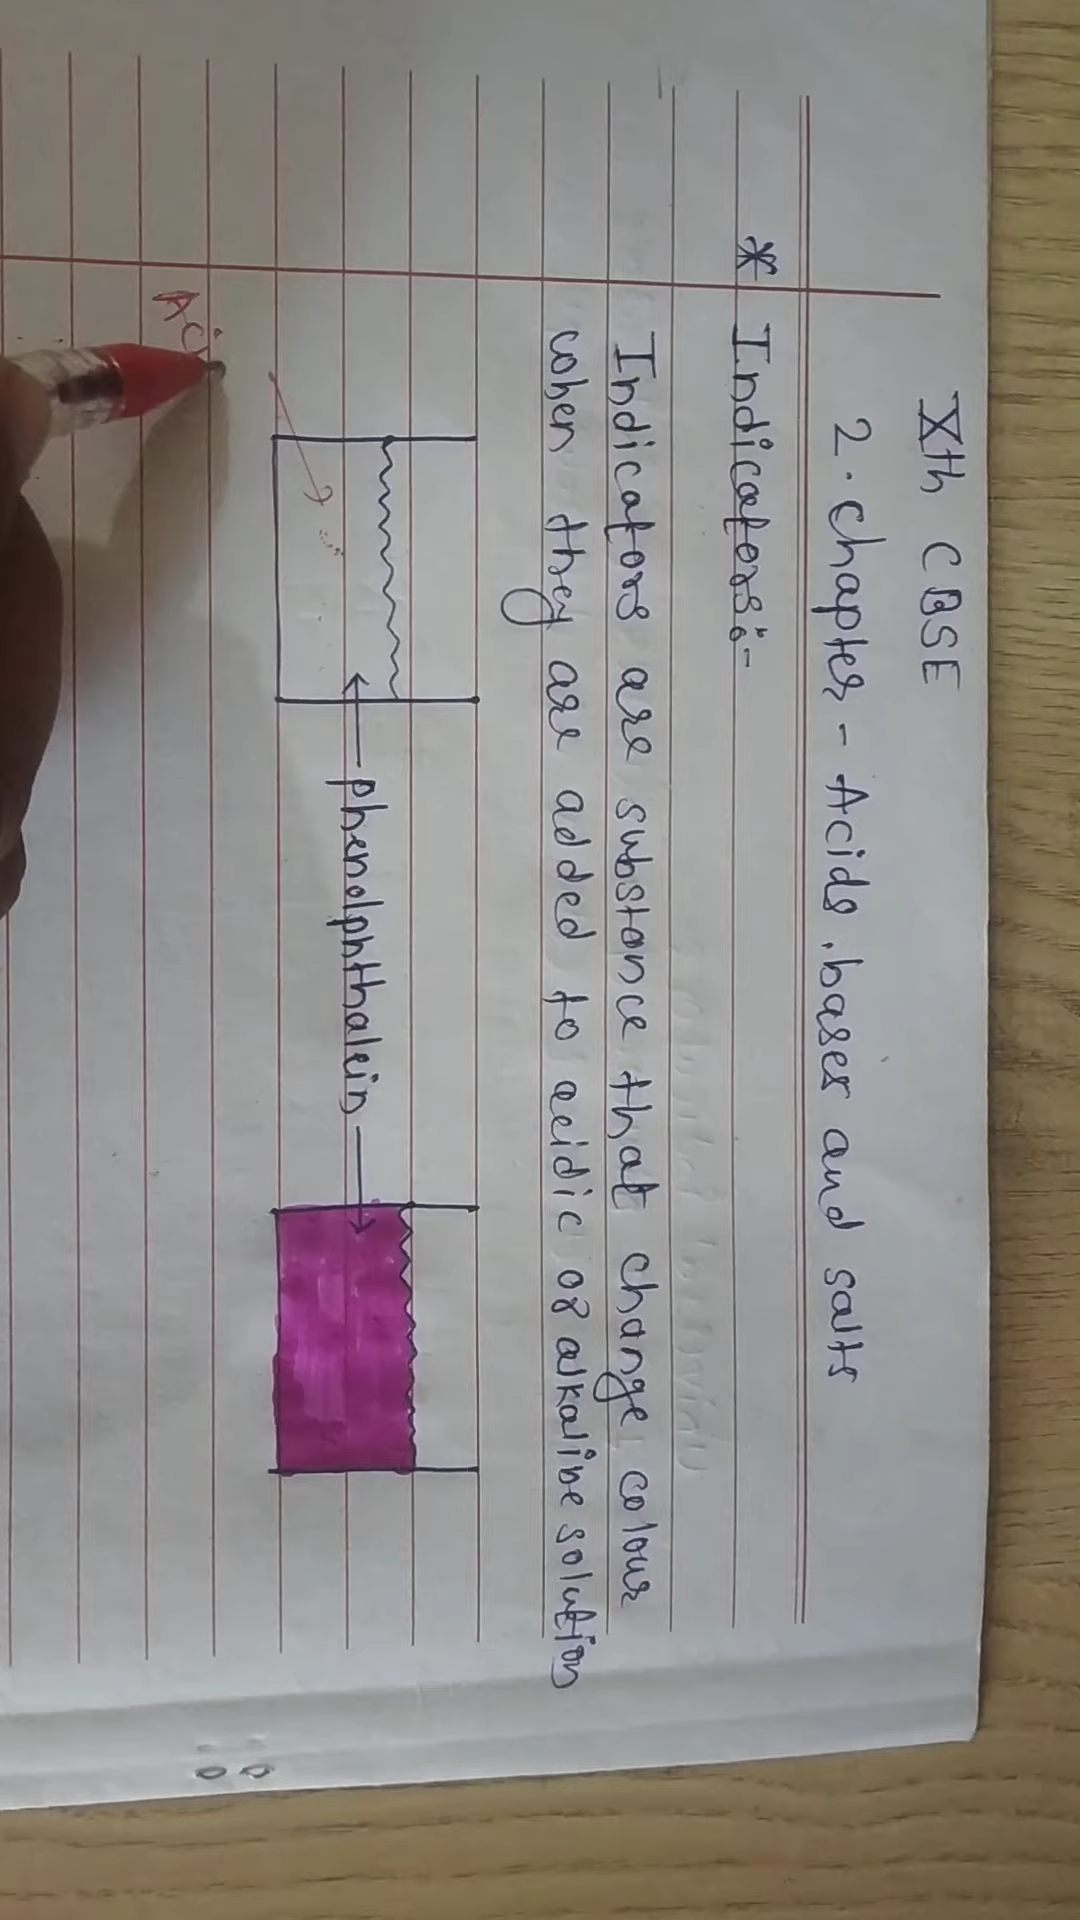 Xth CBSE
2. chapter - Acids, bases and salts
* Indicators:-
Indicators are substance that change colour
when they are added to acidic or alkaline solution
phenolphthalein
Aci